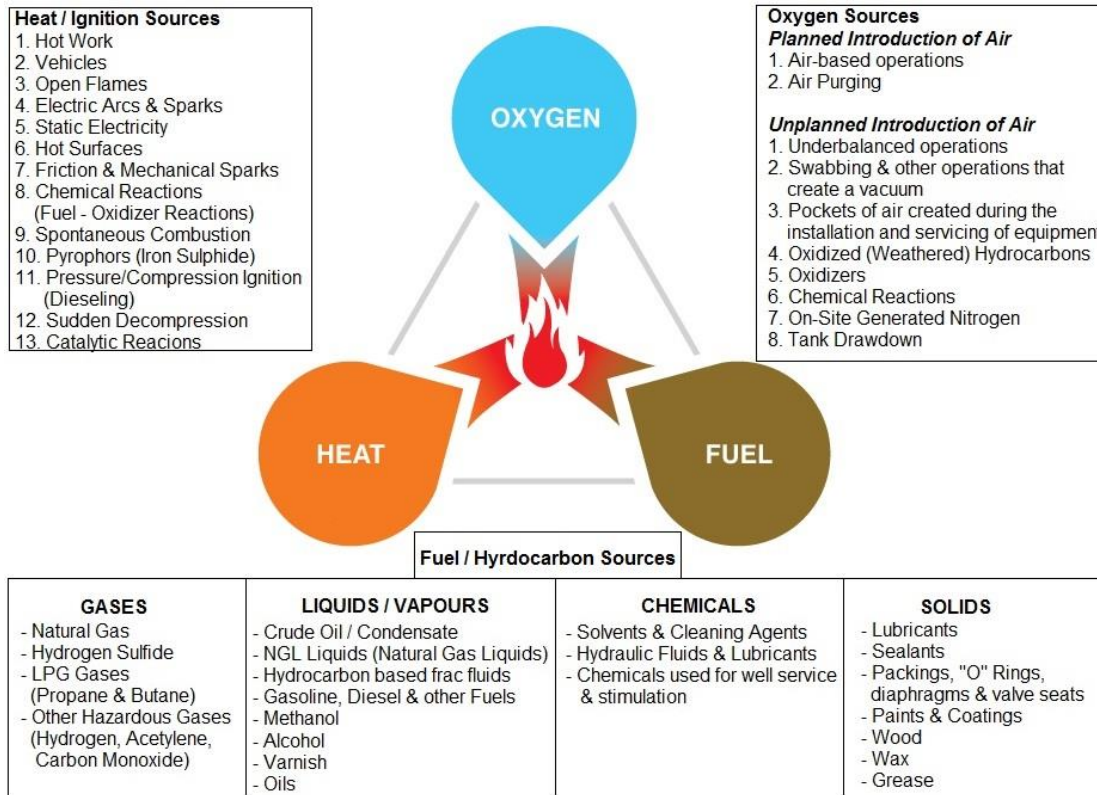 Heat / Ignition Sources
1. Hot Work
2. Vehicles
3. Open Flames
4. Electric Arcs & Sparks
5. Static Electricity
6. Hot Surfaces
7. Friction & Mechanical Sparks
8. Chemical Reactions
(Fuel - Oxidizer Reactions)
9. Spontaneous Combustion
10. Pyrophors (Iron Sulphide)
11. Pressure/Compression Ignition
(Dieseling)
12. Sudden Decompression
13. Catalytic Reacions
Oxygen Sources
Planned Introduction of Air
1. Air-based operations
2. Air Purging
Unplanned Introduction of Air
1. Underbalanced operations
2. Swabbing & other operations that
create a vacuum
3. Pockets of air created during the
installation and servicing of equipment
4. Oxidized (Weathered) Hydrocarbons
5. Oxidizers
6. Chemical Reactions
7. On-Site Generated Nitrogen
8. Tank Drawdown
OXYGEN
HEAT
FUEL
Fuel / Hyrdocarbon Sources
GASES
- Natural Gas
- Hydrogen Sulfide
- LPG Gases
(Propane & Butane)
- Other Hazardous Gases
(Hydrogen, Acetylene,
Carbon Monoxide)
LIQUIDS / VAPOURS
- Crude Oil / Condensate
- NGL Liquids (Natural Gas Liquids)
- Hydrocarbon based frac fluids
- Gasoline, Diesel & other Fuels
- Methanol
- Alcohol
- Varnish
- Oils
CHEMICALS
- Solvents & Cleaning Agents
- Hydraulic Fluids & Lubricants
- Chemicals used for well service
& stimulation
SOLIDS
- Lubricants
- Sealants
- Packings, "O" Rings,
diaphragms & valve seats
- Paints & Coatings
- Wood
- Wax
- Grease